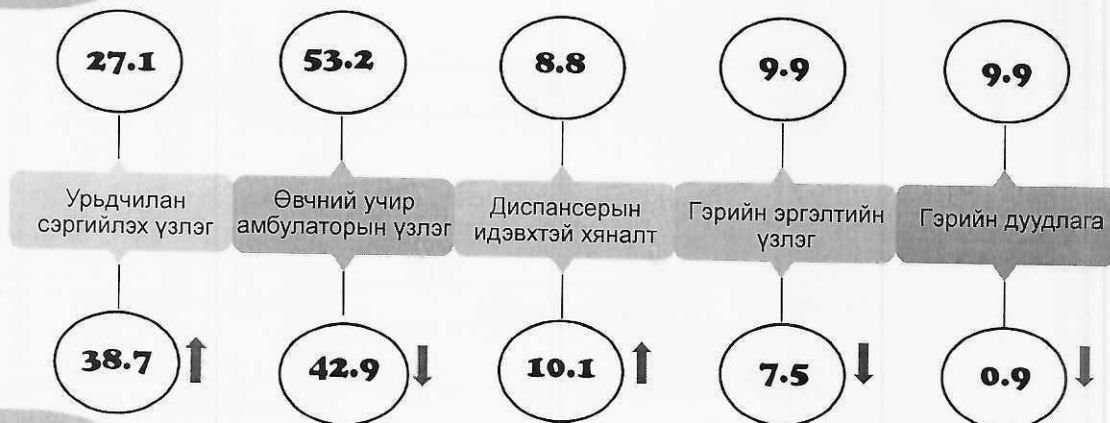 27.1
53.2
8.8
9.9
9.9
Урьдчилан
сэргийлэх үзлэг
Өвчний учир
амбулаторын үзлэг
Диспансерын
идэвхтэй хяналт
Гэрийн эргэлтийн
үзлэг
Гэрийн дуудлага
38.7
42.9
10.1
7.5
0.9